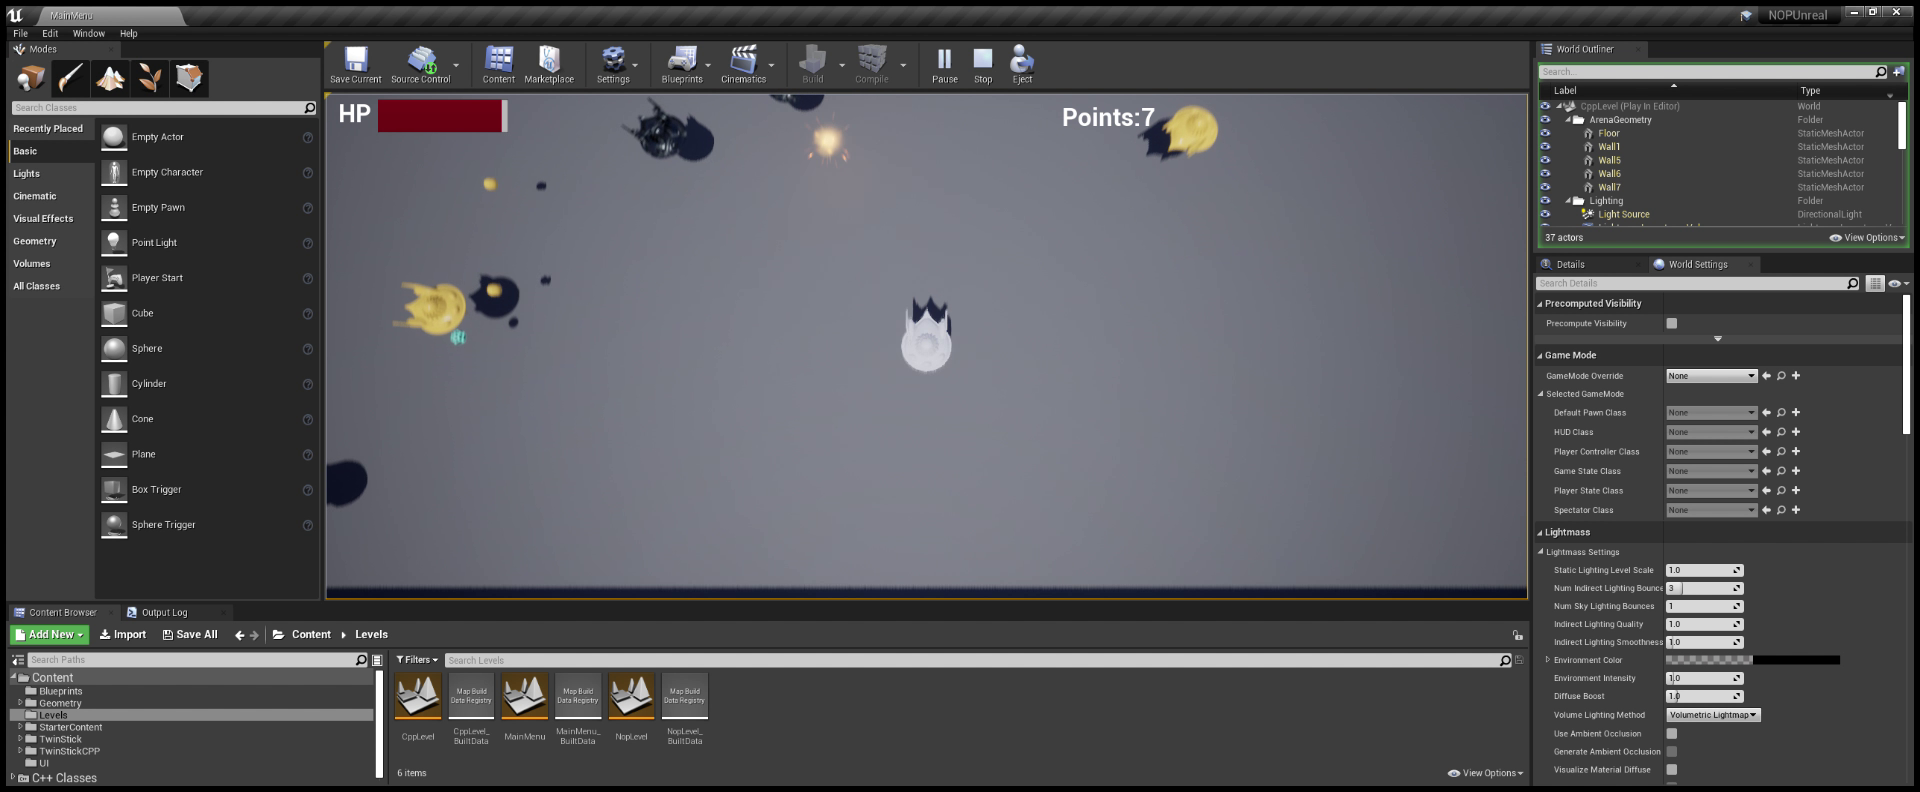 MainMenu
NOPUnreal
File Edit Window Help
Modes
Search Classes
Recently Placed
Basic
Lights
Cinematic
Visual Effects
Geometry
Volumes
All Classes
Empty Actor
Empty Character
Empty Pawn
Point Light
Player Start
Cube
Sphere
Cylinder
Cone
Plane
Box Trigger
Sphere Trigger
Save Current
Source Control
Content
Marketplace
Settings
Blueprints
Cinematics
Build
Compile
Pause
Stop
Eject
HP
Points:7
World Outliner
Search...
Label Type
CppLevel (Play In Editor) World
ArenaGeometry Folder
Floor StaticMeshActor
Wall1 StaticMeshActor
Wall5 StaticMeshActor
Wall6 StaticMeshActor
Wall7 StaticMeshActor
Lighting Folder
Light Source DirectionalLight
37 actors
View Options
Details
World Settings
Search Details
Precomputed Visibility
Precompute Visibility
Game Mode
GameMode Override None
Selected GameMode
Default Pawn Class None
HUD Class None
Player Controller Class None
Game State Class None
Player State Class None
Spectator Class None
Lightmass
Lightmass Settings
Static Lighting Level Scale 1.0
Num Indirect Lighting Bounce 3
Num Sky Lighting Bounces 1
Indirect Lighting Quality 1.0
Indirect Lighting Smoothness 1.0
Environment Color
Environment Intensity 1.0
Diffuse Boost 1.0
Volume Lighting Method Volumetric Lightmap
Use Ambient Occlusion
Generate Ambient Occlusion
Visualize Material Diffuse
Content Browser
Output Log
Add New
Import
Save All
Content
Levels
Search Paths
Content
Blueprints
Geometry
Levels
StarterContent
TwinStick
TwinStickCPP
UI
C++ Classes
Filters
Search Levels
Map Build
Data Registry
Map Build
Data Registry
Map Build
Data Registry
CppLevel
CppLevel_
BuiltData
MainMenu
MainMenu_
BuiltData
NopLevel
NopLevel_
BuiltData
6 items
View Options